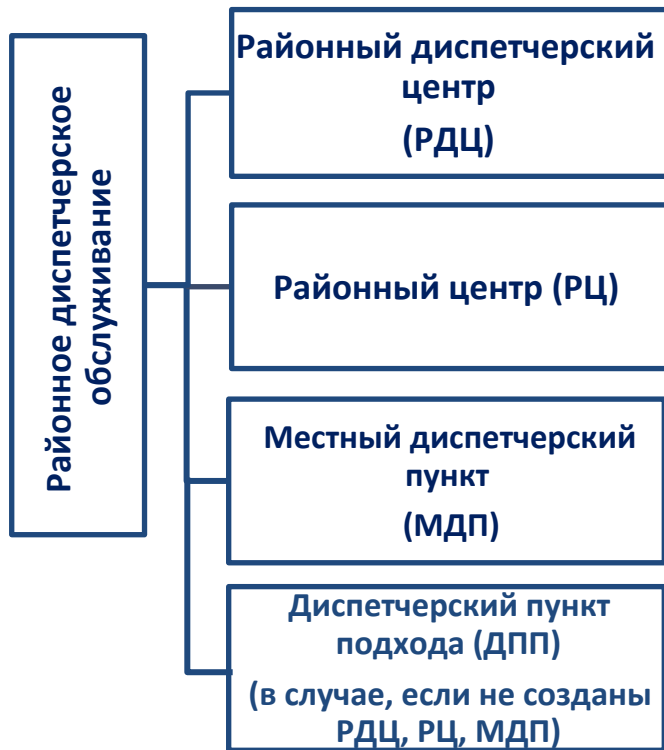 Районное диспетчерское
обслуживание
Районный диспетчерский
центр
(РДЦ)
Районный центр (РЦ)
Местный диспетчерский
пункт
(МДП)
Диспетчерский пункт
подхода (ДПП)
(в случае, если не созданы
РДЦ, РЦ, МДП)